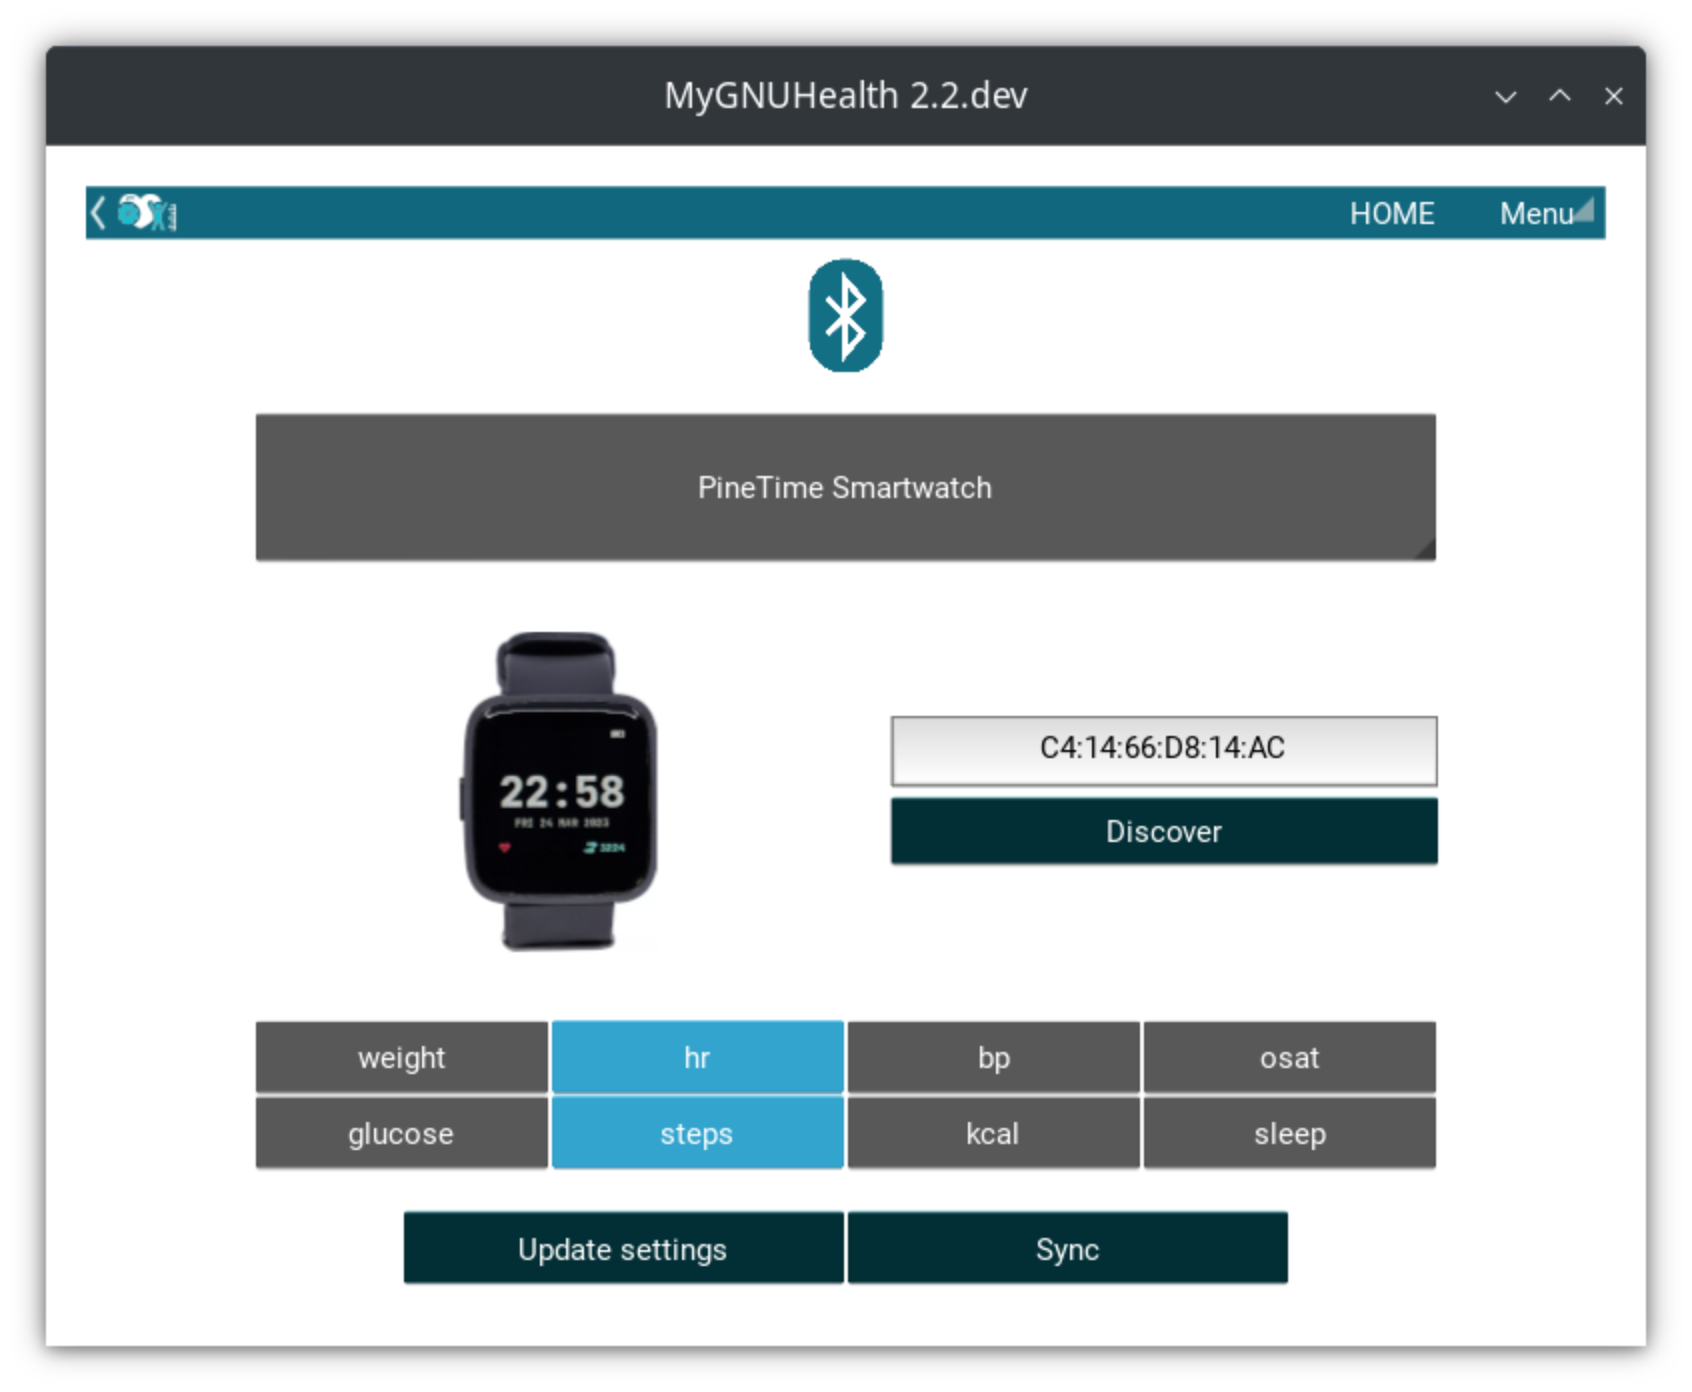 MyGNUHealth 2.2.dev
HOME Menu
PineTime Smartwatch
22:58
FRI 24 MAR 2023
C4:14:66:D8:14:AC
Discover
weight hr bp osat
glucose steps kcal sleep
Update settings Sync